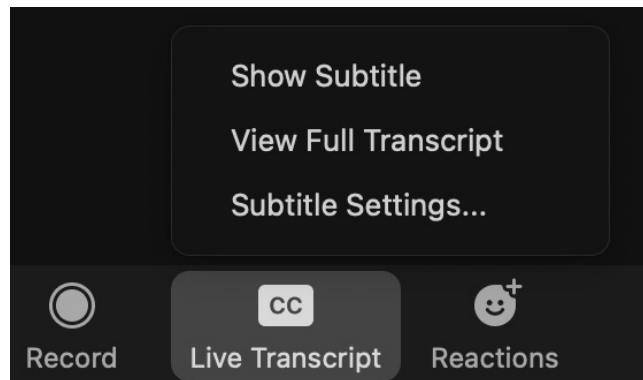 Show Subtitle
View Full Transcript
Subtitle Settings...
CC
Record
Live Transcript
Reactions